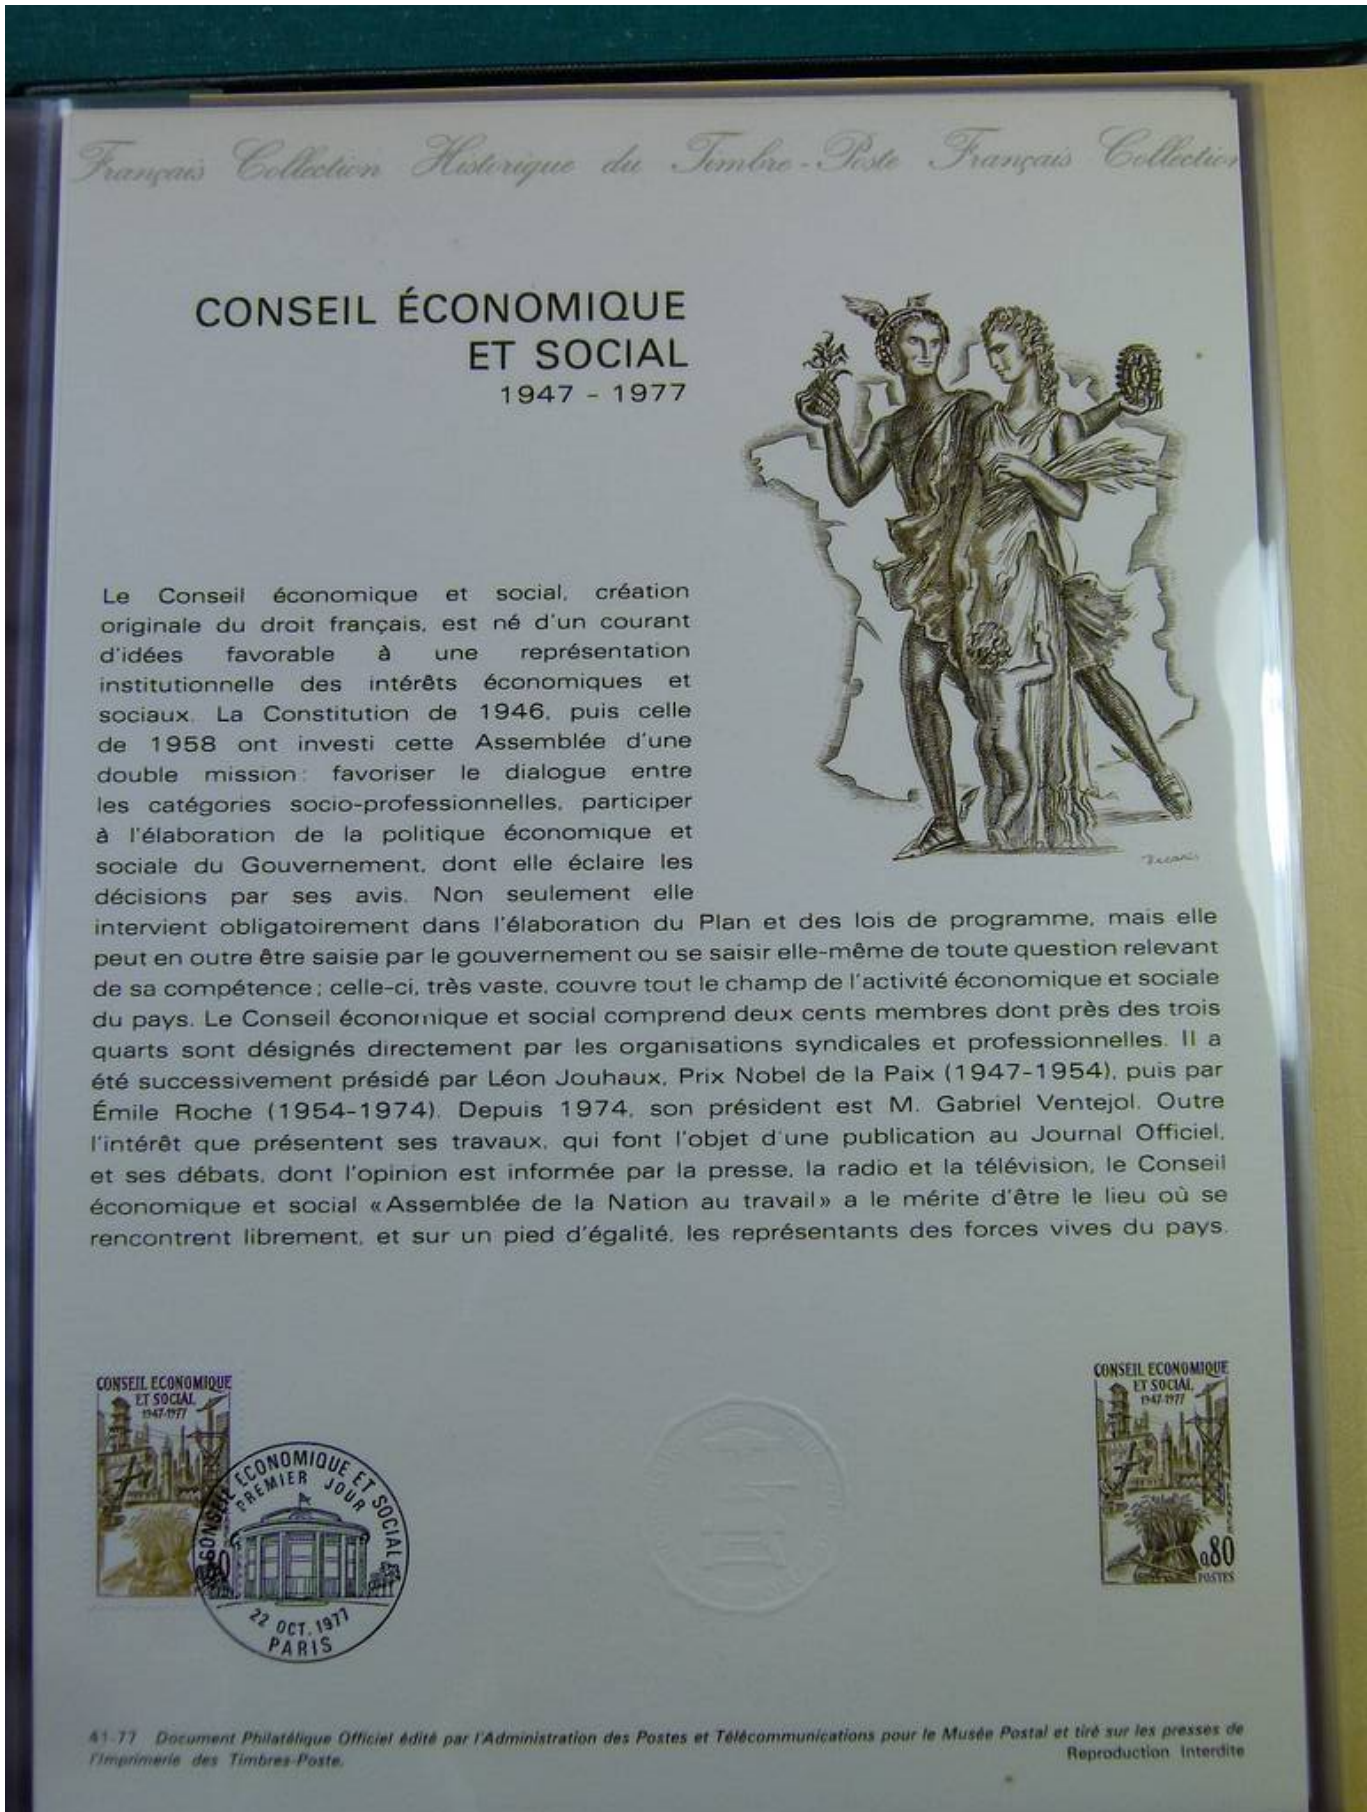 Français Collection Historique du Timbre-Poste Français Collection
CONSEIL ÉCONOMIQUE
ET SOCIAL
1947 - 1977
Le Conseil économique et social, création
originale du droit français, est né d'un courant
d'idées favorable à une représentation
institutionnelle des intérêts économiques et
sociaux. La Constitution de 1946, puis celle
de 1958 ont investi cette Assemblée d'une
double mission : favoriser le dialogue entre
les catégories socio-professionnelles, participer
à l'élaboration de la politique économique et
sociale du Gouvernement, dont elle éclaire les
décisions par ses avis. Non seulement elle
intervient obligatoirement dans l'élaboration du Plan et des lois de programme, mais elle
peut en outre être saisie par le gouvernement ou se saisir elle-même de toute question relevant
de sa compétence ; celle-ci, très vaste, couvre tout le champ de l'activité économique et sociale
du pays. Le Conseil économique et social comprend deux cents membres dont près des trois
quarts sont désignés directement par les organisations syndicales et professionnelles. Il a
été successivement présidé par Léon Jouhaux, Prix Nobel de la Paix (1947-1954), puis par
Émile Roche (1954-1974). Depuis 1974, son président est M. Gabriel Ventejol. Outre
l'intérêt que présentent ses travaux, qui font l'objet d'une publication au Journal Officiel,
et ses débats, dont l'opinion est informée par la presse, la radio et la télévision, le Conseil
économique et social «Assemblée de la Nation au travail» a le mérite d'être le lieu où se
rencontrent librement, et sur un pied d'égalité, les représentants des forces vives du pays.
Decaris
CONSEIL ECONOMIQUE
ET SOCIAL
1947-1977
CONSEIL ECONOMIQUE ET SOCIAL
PREMIER JOUR
22 OCT. 1977
PARIS
CONSEIL ECONOMIQUE
ET SOCIAL
1947-1977
0,80
POSTES
41-77 Document Philatélique Officiel édité par l'Administration des Postes et Télécommunications pour le Musée Postal et tiré sur les presses de
l'Imprimerie des Timbres-Poste.
Reproduction Interdite